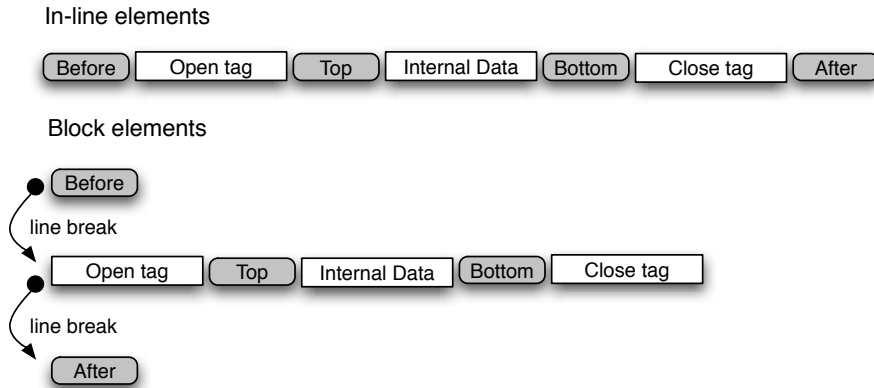 In-line elements
Before Open tag Top Internal Data Bottom Close tag After
Block elements
Before
line break
Open tag Top Internal Data Bottom Close tag
line break
After